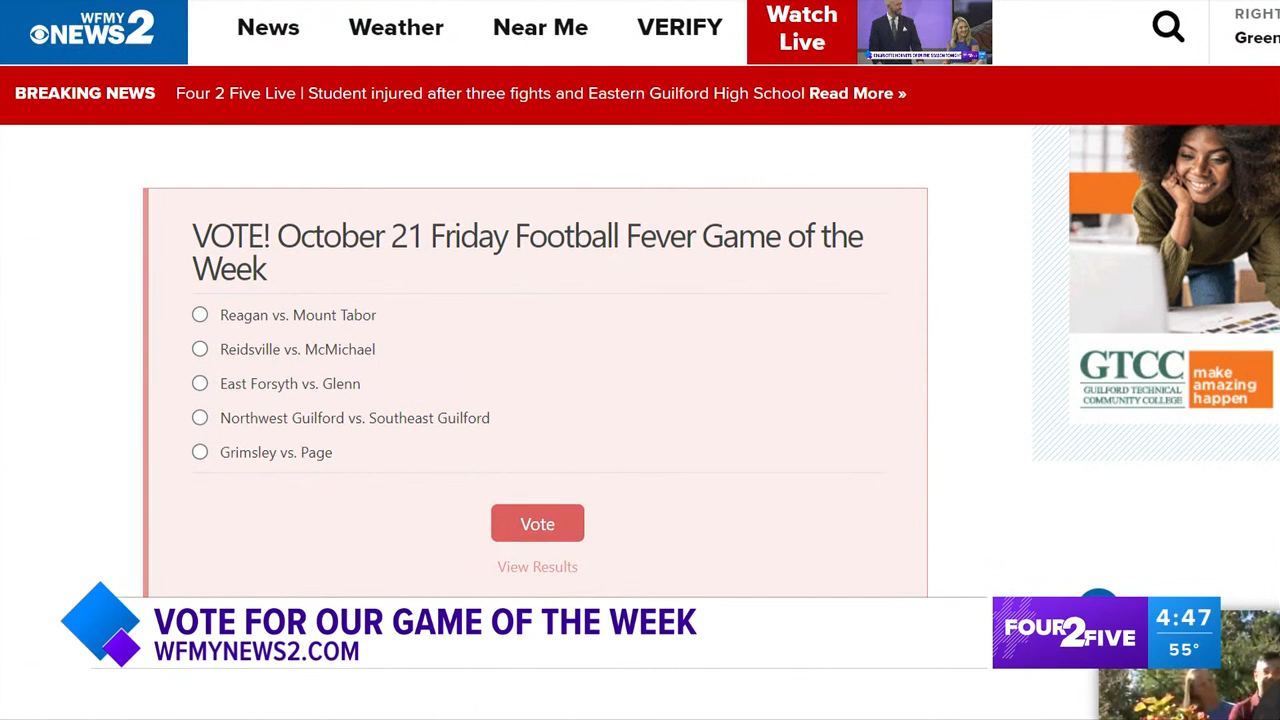 WFMY
NEWS 2
News
Weather
Near Me
VERIFY
Watch
Live
RIGHT
Green
BREAKING NEWS Four 2 Five Live | Student injured after three fights and Eastern Guilford High School Read More »
VOTE! October 21 Friday Football Fever Game of the
Week
Reagan vs. Mount Tabor
Reidsville vs. McMichael
East Forsyth vs. Glenn
Northwest Guilford vs. Southeast Guilford
Grimsley vs. Page
Vote
View Results
GTCC
GUILFORD TECHNICAL
COMMUNITY COLLEGE
make
amazing
happen
VOTE FOR OUR GAME OF THE WEEK
WFMYNEWS2.COM
FOUR 2 FIVE
4:47
55°